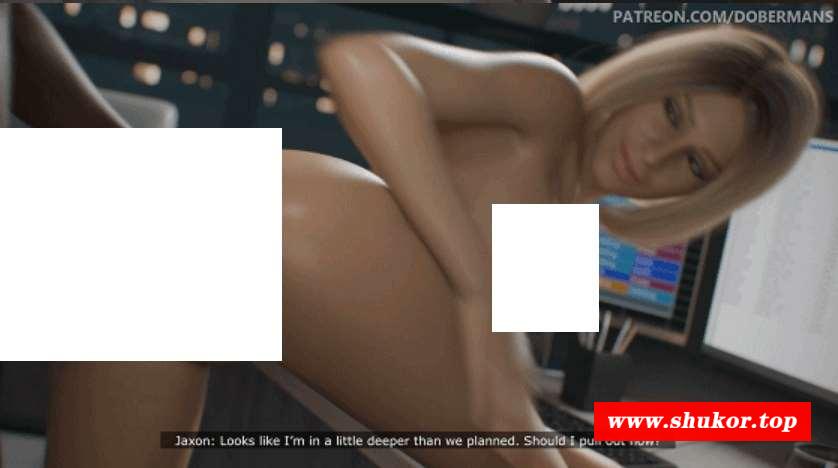 PATREON.COM/DOBERMANS
www.shukor.top
Jaxon: Looks like I'm in a little deeper than we planned. Should I pull out now?